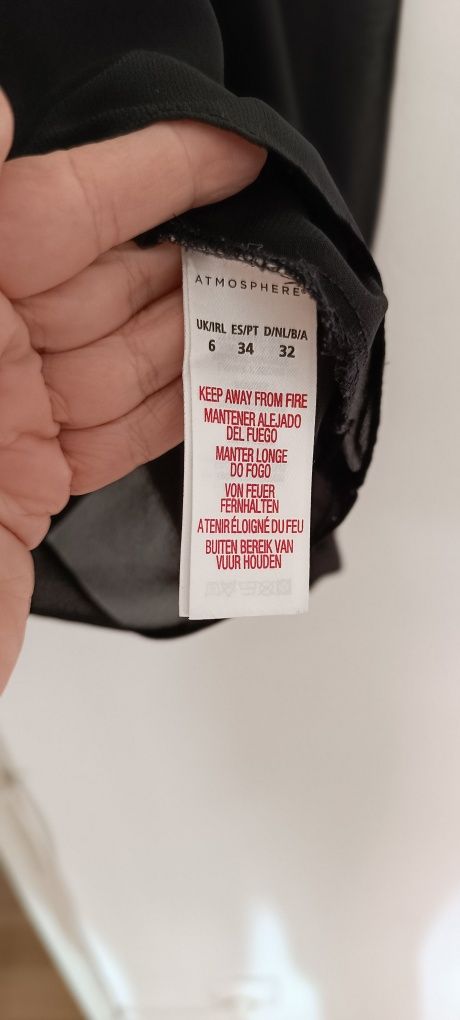 ATMOSPHERE®
UK/IRL ES/PT D/NL/B/A
6 34 32
KEEP AWAY FROM FIRE
MANTENER ALEJADO
DEL FUEGO
MANTER LONGE
DO FOGO
VON FEUER
FERNHALTEN
A TENIR ÉLOIGNÉ DU FEU
BUITEN BEREIK VAN
VUUR HOUDEN